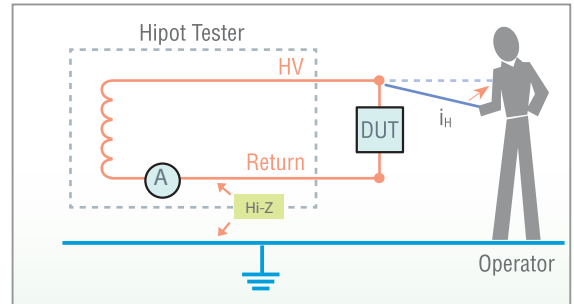 Hipot Tester
HV
DUT
iH
A
Return
Hi-Z
Operator